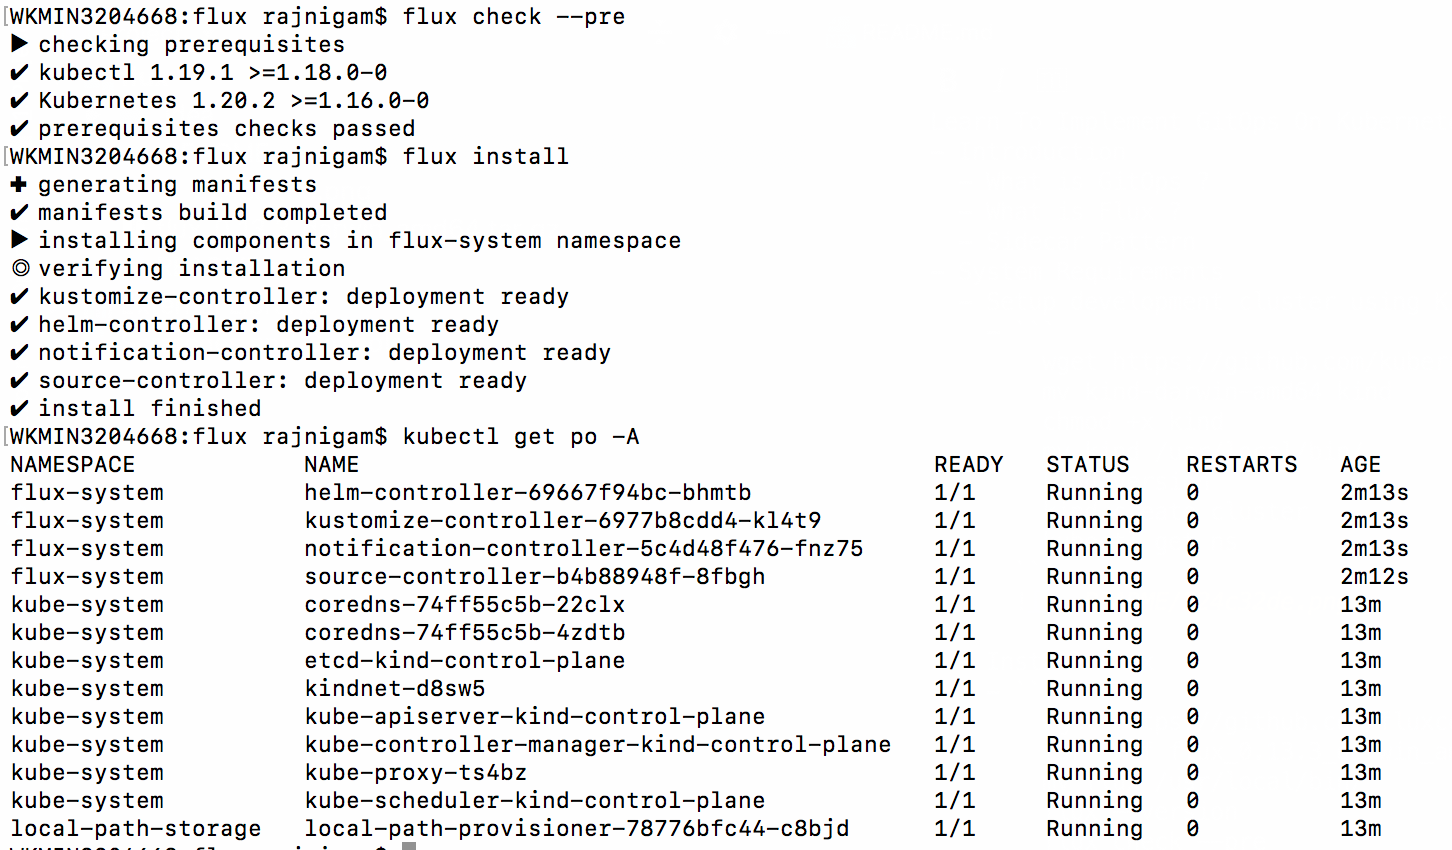 WKMIN3204668:flux rajnigam$ flux check --pre
► checking prerequisites
✔ kubectl 1.19.1 >=1.18.0-0
✔ Kubernetes 1.20.2 >=1.16.0-0
✔ prerequisites checks passed
WKMIN3204668:flux rajnigam$ flux install
✚ generating manifests
✔ manifests build completed
► installing components in flux-system namespace
◎ verifying installation
✔ kustomize-controller: deployment ready
✔ helm-controller: deployment ready
✔ notification-controller: deployment ready
✔ source-controller: deployment ready
✔ install finished
WKMIN3204668:flux rajnigam$ kubectl get po -A
NAMESPACE NAME READY STATUS RESTARTS AGE
flux-system helm-controller-69667f94bc-bhmtb 1/1 Running 0 2m13s
flux-system kustomize-controller-6977b8cdd4-kl4t9 1/1 Running 0 2m13s
flux-system notification-controller-5c4d48f476-fnz75 1/1 Running 0 2m13s
flux-system source-controller-b4b88948f-8fbgh 1/1 Running 0 2m12s
kube-system coredns-74ff55c5b-22clx 1/1 Running 0 13m
kube-system coredns-74ff55c5b-4zdtb 1/1 Running 0 13m
kube-system etcd-kind-control-plane 1/1 Running 0 13m
kube-system kindnet-d8sw5 1/1 Running 0 13m
kube-system kube-apiserver-kind-control-plane 1/1 Running 0 13m
kube-system kube-controller-manager-kind-control-plane 1/1 Running 0 13m
kube-system kube-proxy-ts4bz 1/1 Running 0 13m
kube-system kube-scheduler-kind-control-plane 1/1 Running 0 13m
local-path-storage local-path-provisioner-78776bfc44-c8bjd 1/1 Running 0 13m